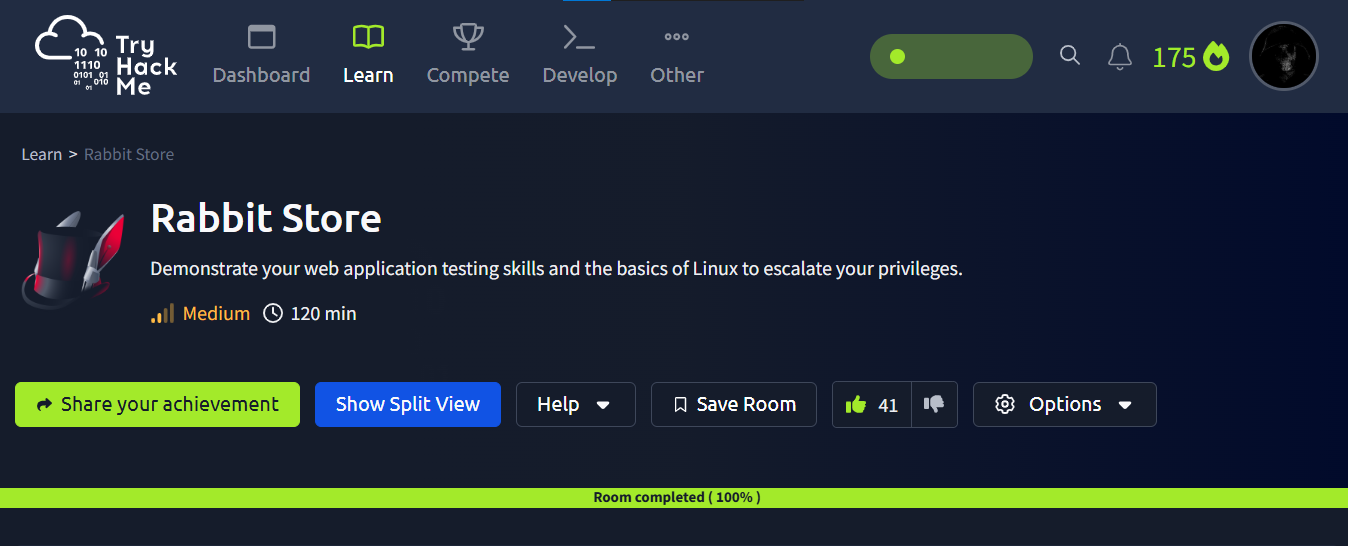 10 10
1110
0101 01
01 010
01
Try
Hack
Me
Dashboard
Learn
Compete
Develop
Other
175
Learn > Rabbit Store
Rabbit Store
Demonstrate your web application testing skills and the basics of Linux to escalate your privileges.
Medium 120 min
Share your achievement Show Split View Help Save Room 41 Options
Room completed ( 100% )